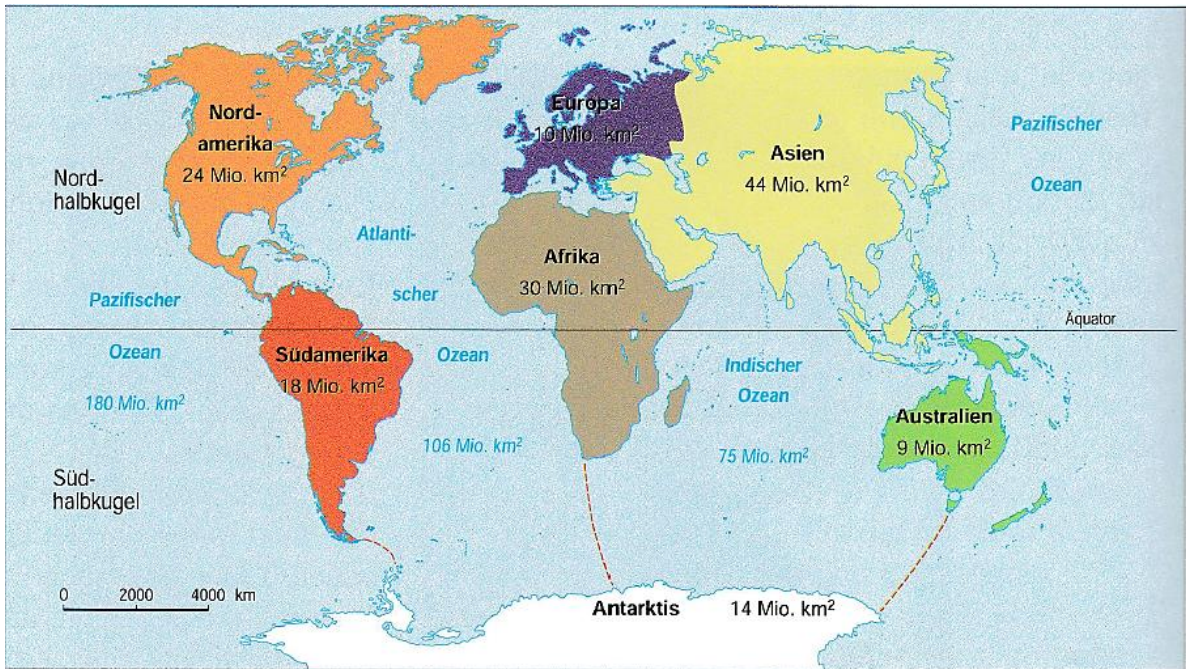 Nord-
amerika
24 Mio. km²
Europa
10 Mio. km²
Asien
44 Mio. km²
Pazifischer
Ozean
Nord-
halbkugel
Atlanti-
scher
Ozean
106 Mio. km²
Afrika
30 Mio. km²
Pazifischer
Ozean
180 Mio. km²
Äquator
Südamerika
18 Mio. km²
Indischer
Ozean
75 Mio. km²
Australien
9 Mio. km²
Süd-
halbkugel
0 2000 4000 km
Antarktis 14 Mio. km²